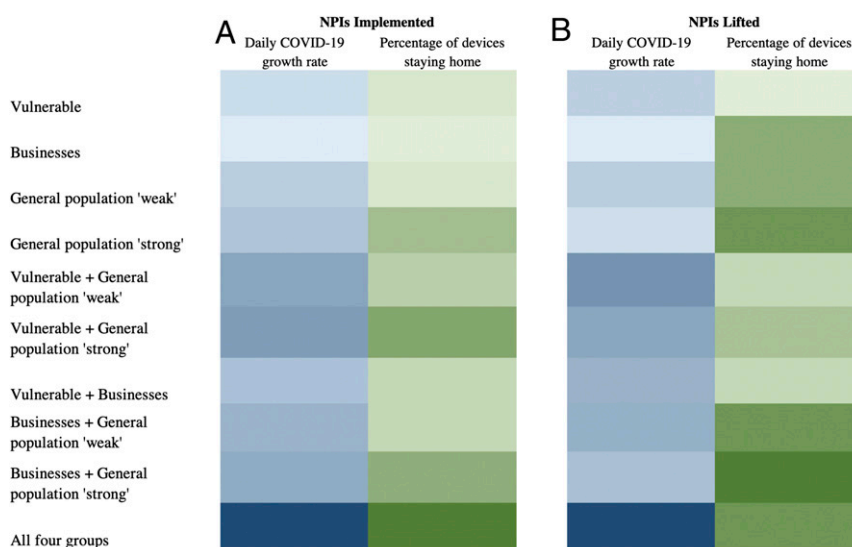 A
NPIs Implemented
Daily COVID-19
growth rate
Percentage of devices
staying home
B
NPIs Lifted
Daily COVID-19
growth rate
Percentage of devices
staying home
Vulnerable
Businesses
General population 'weak'
General population 'strong'
Vulnerable + General
population 'weak'
Vulnerable + General
population 'strong'
Vulnerable + Businesses
Businesses + General
population 'weak'
Businesses + General
population 'strong'
All four groups